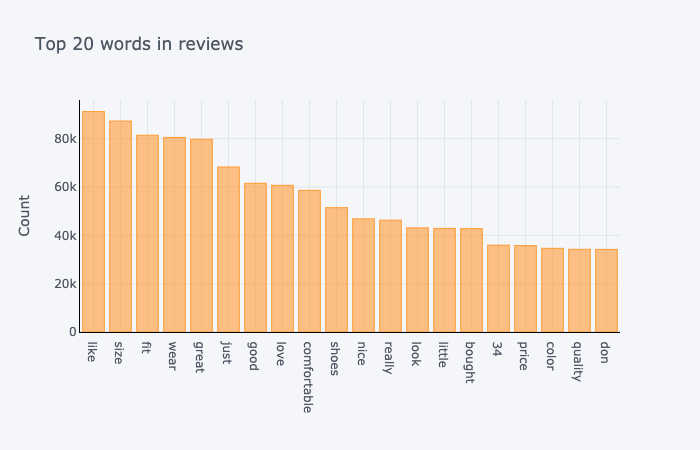 Top 20 words in reviews
Count
80k
60k
40k
20k
0
like
size
fit
wear
great
just
good
love
comfortable
shoes
nice
really
look
little
bought
34
price
color
quality
don